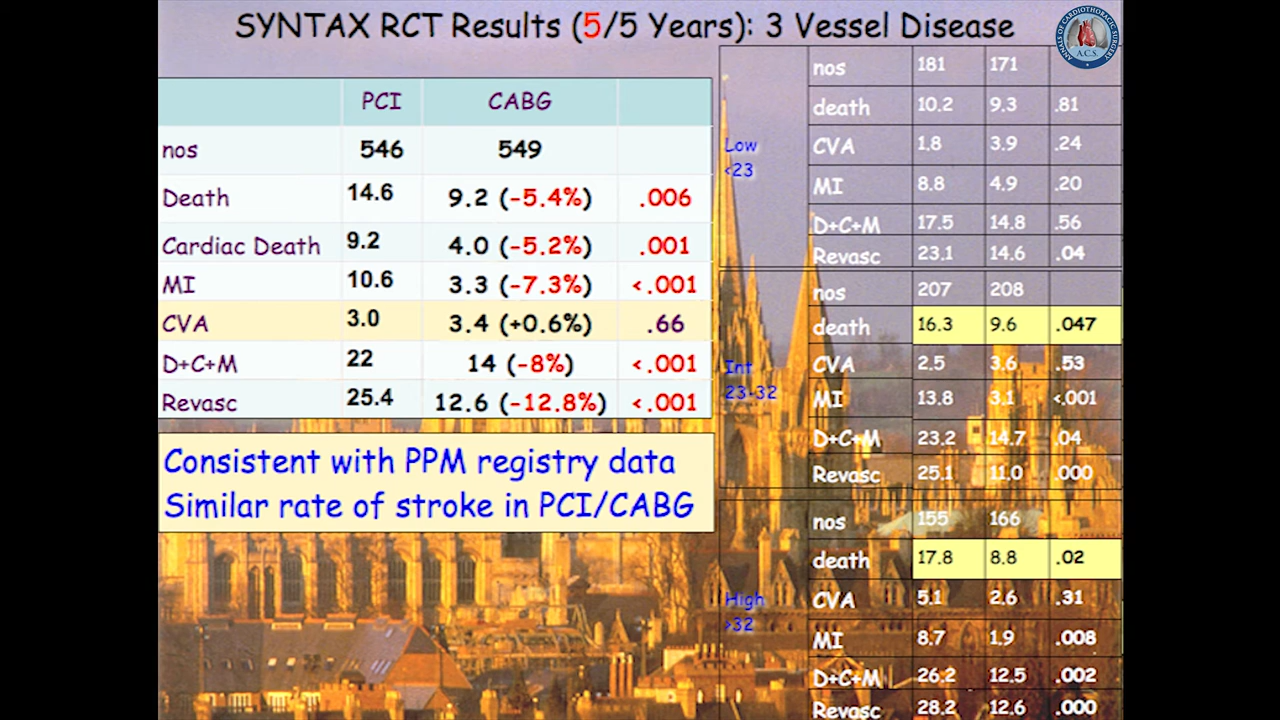 SYNTAX RCT Results (5/5 Years): 3 Vessel Disease
ANNALS OF CARDIOTHORACIC SURGERY
A.C.S.
PCI CABG
nos 546 549
Death 14.6 9.2 (-5.4%) .006
Cardiac Death 9.2 4.0 (-5.2%) .001
MI 10.6 3.3 (-7.3%) <.001
CVA 3.0 3.4 (+0.6%) .66
D+C+M 22 14 (-8%) <.001
Revasc 25.4 12.6 (-12.8%) <.001
Consistent with PPM registry data
Similar rate of stroke in PCI/CABG
Low
<23
nos 181 171
death 10.2 9.3 .81
CVA 1.8 3.9 .24
MI 8.8 4.9 .20
D+C+M 17.5 14.8 .56
Revasc 23.1 14.6 .04
Int
23-32
nos 207 208
death 16.3 9.6 .047
CVA 2.5 3.6 .53
MI 13.8 3.1 <.001
D+C+M 23.2 14.7 .04
Revasc 25.1 11.0 .000
High
>32
nos 155 166
death 17.8 8.8 .02
CVA 5.1 2.6 .31
MI 8.7 1.9 .008
D+C+M 26.2 12.5 .002
Revasc 28.2 12.6 .000